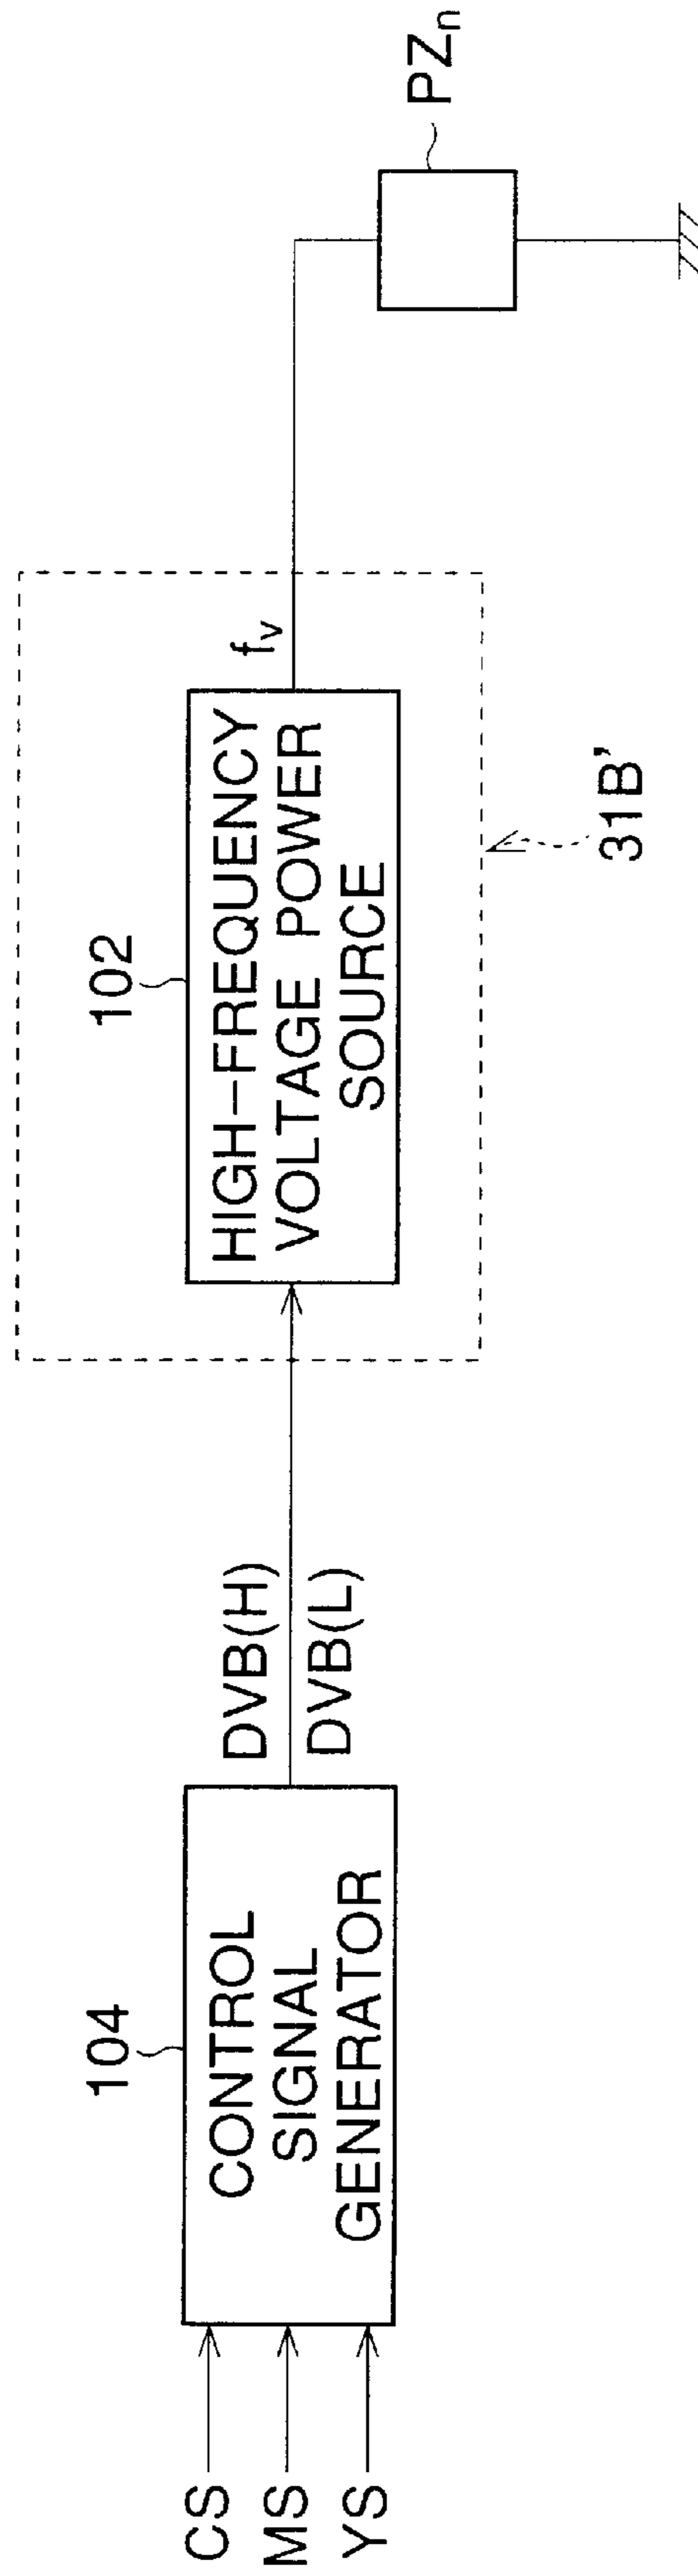 CS
MS
YS
104
CONTROL
SIGNAL
GENERATOR
DVB(H)
DVB(L)
102
HIGH-FREQUENCY
VOLTAGE POWER
SOURCE
fv
31B'
PZn